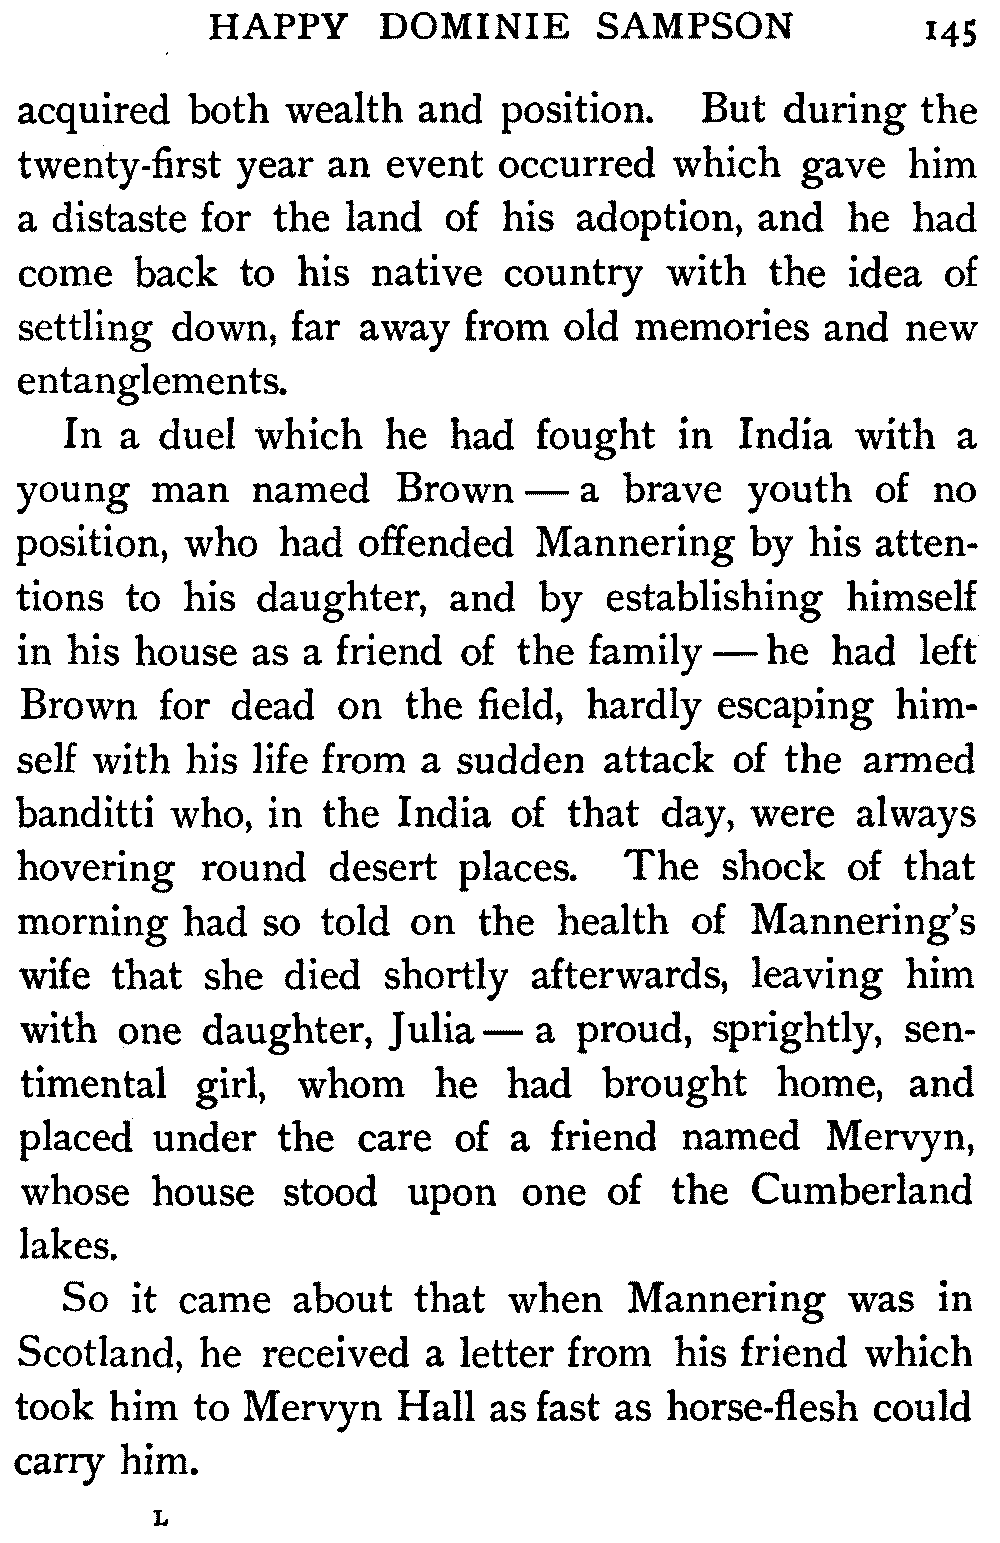 HAPPY DOMINIE SAMPSON 145
acquired both wealth and position. But during the
twenty-first year an event occurred which gave him
a distaste for the land of his adoption, and he had
come back to his native country with the idea of
settling down, far away from old memories and new
entanglements.
In a duel which he had fought in India with a
young man named Brown — a brave youth of no
position, who had offended Mannering by his atten-
tions to his daughter, and by establishing himself
in his house as a friend of the family — he had left
Brown for dead on the field, hardly escaping him-
self with his life from a sudden attack of the armed
banditti who, in the India of that day, were always
hovering round desert places. The shock of that
morning had so told on the health of Mannering's
wife that she died shortly afterwards, leaving him
with one daughter, Julia — a proud, sprightly, sen-
timental girl, whom he had brought home, and
placed under the care of a friend named Mervyn,
whose house stood upon one of the Cumberland
lakes.
So it came about that when Mannering was in
Scotland, he received a letter from his friend which
took him to Mervyn Hall as fast as horse-flesh could
carry him.
L